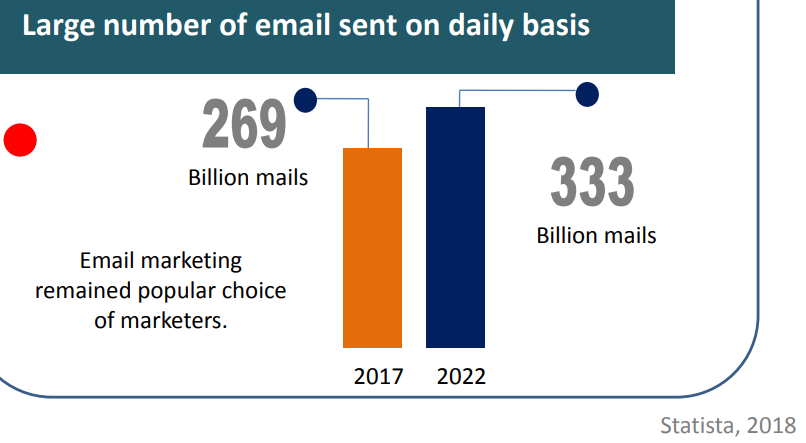 Large number of email sent on daily basis
269
Billion mails
333
Billion mails
Email marketing
remained popular choice
of marketers.
2017 2022
Statista, 2018